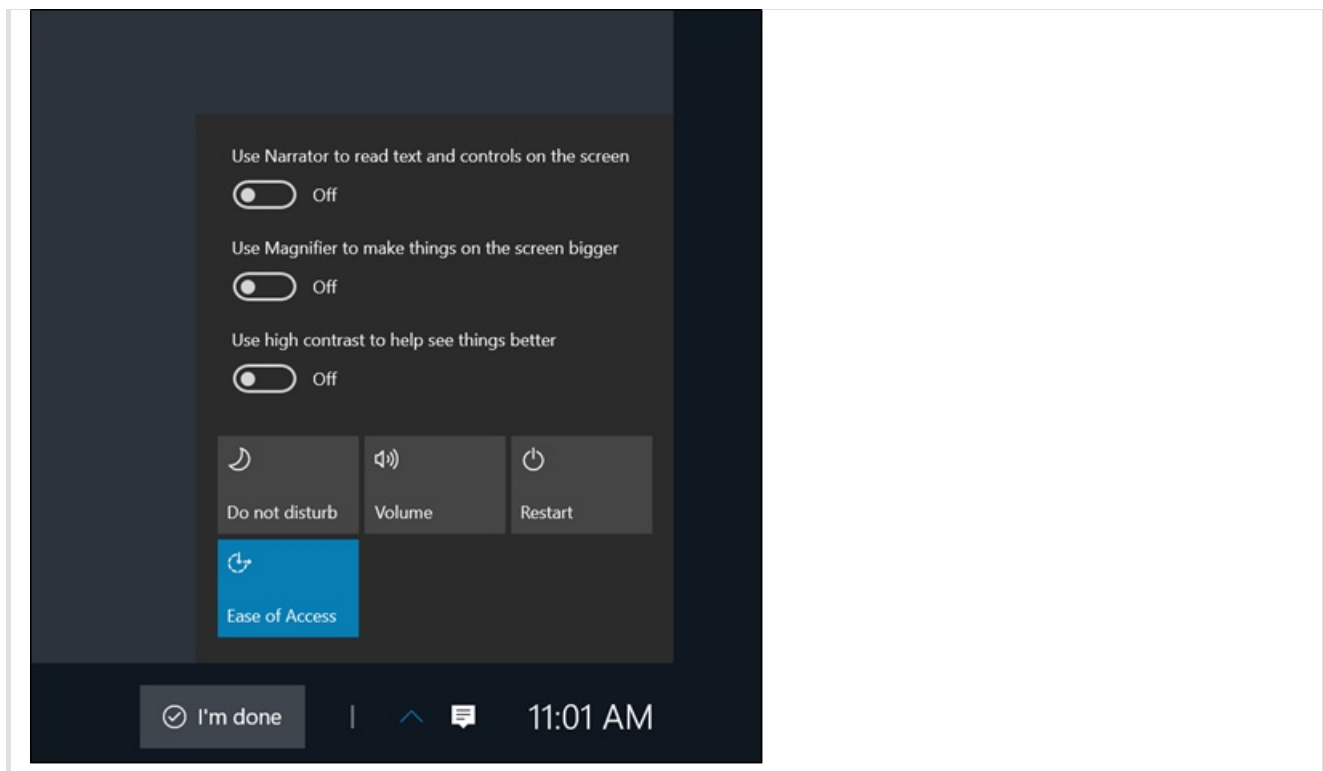 Use Narrator to read text and controls on the screen
Off
Use Magnifier to make things on the screen bigger
Off
Use high contrast to help see things better
Off
Do not disturb
Volume
Restart
Ease of Access
I'm done
11:01 AM